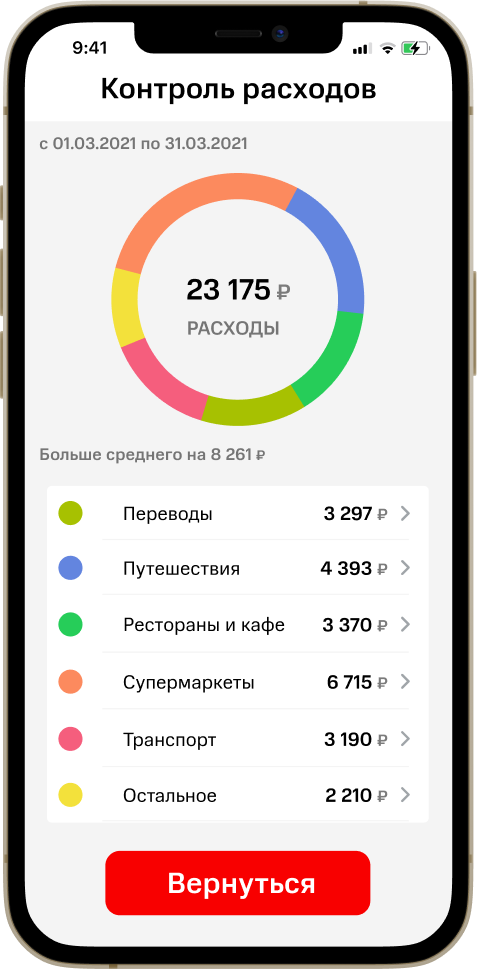 9:41
Контроль расходов
с 01.03.2021 по 31.03.2021
23 175 ₽
РАСХОДЫ
Больше среднего на 8 261 ₽
Переводы 3 297 ₽
Путешествия 4 393 ₽
Рестораны и кафе 3 370 ₽
Супермаркеты 6 715 ₽
Транспорт 3 190 ₽
Остальное 2 210 ₽
Вернуться